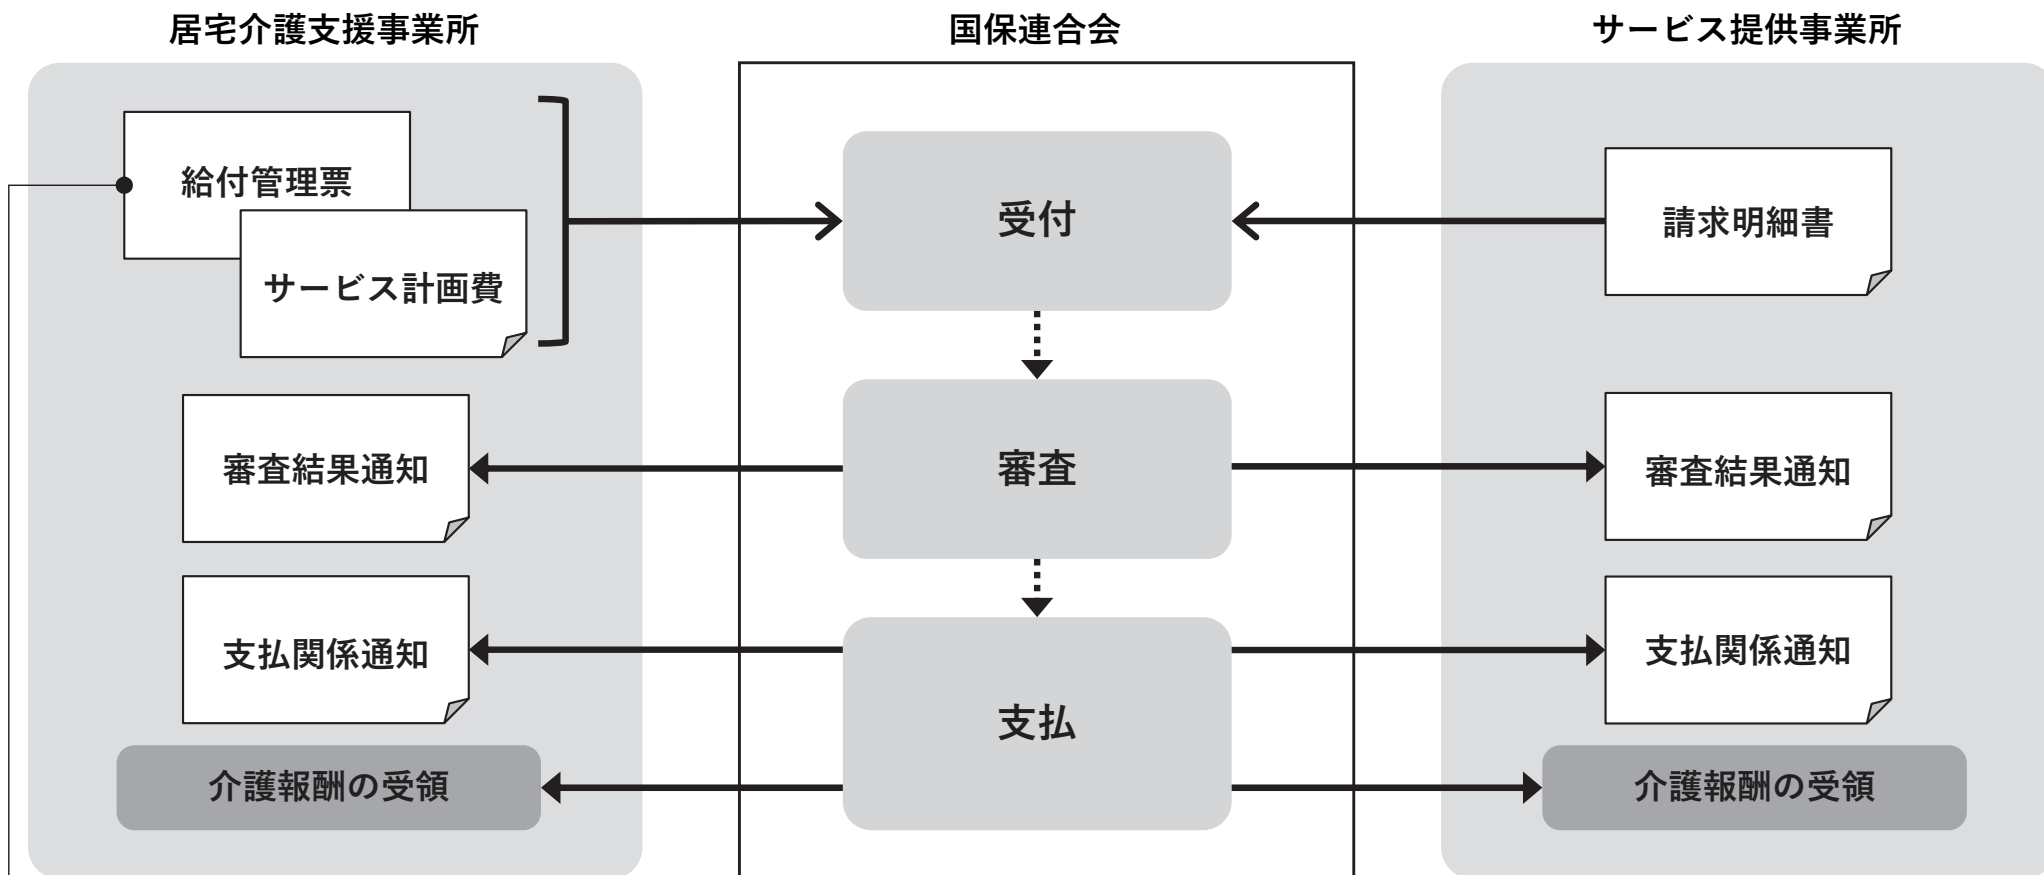 居宅介護支援事業所
国保連合会
サービス提供事業所
給付管理票
サービス計画費
受付
請求明細書
審査結果通知
審査
審査結果通知
支払関係通知
支払
支払関係通知
介護報酬の受領
介護報酬の受領